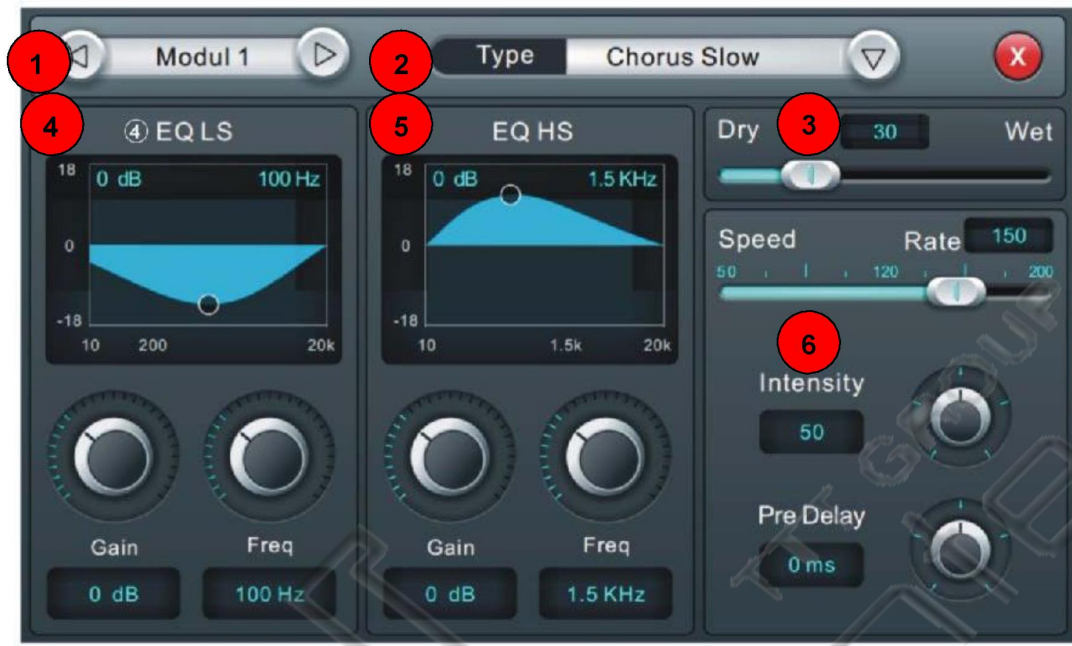 1 Modul 1 2 Type Chorus Slow X
4 ④ EQ LS
18 0 dB 100 Hz
0
-18
10 200 20k
Gain Freq
0 dB 100 Hz
5 EQ HS
18 0 dB 1.5 KHz
0
-18
10 1.5k 20k
Gain Freq
0 dB 1.5 KHz
Dry 3 30 Wet
Speed Rate 150
50 120 200
6
Intensity
50
Pre Delay
0 ms
TT GROUP